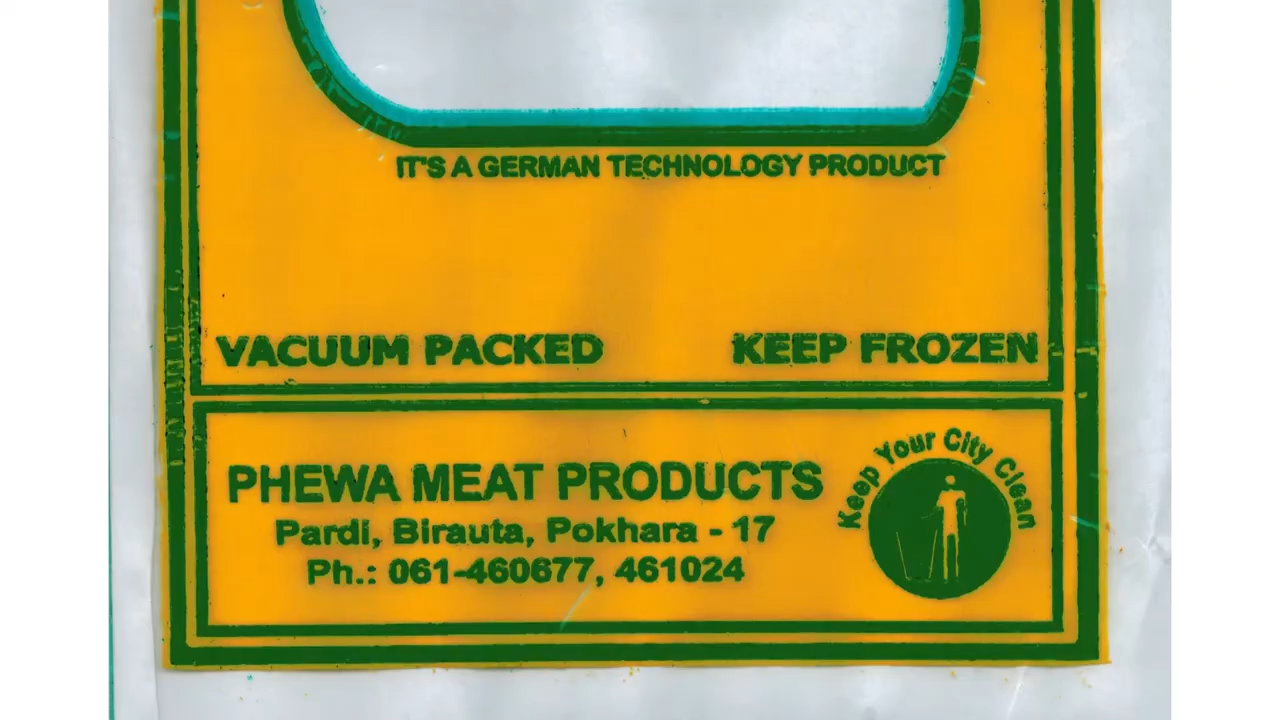 IT'S A GERMAN TECHNOLOGY PRODUCT
VACUUM PACKED
KEEP FROZEN
PHEWA MEAT PRODUCTS
Pardi, Birauta, Pokhara - 17
Ph.: 061-460677, 461024
Keep Your City Clean